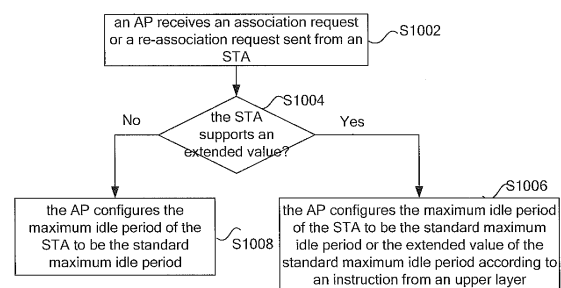 an AP receives an association request
or a re-association request sent from an
STA
S1002
S1004
the STA
supports an
extended value?
No
Yes
S1006
the AP configures the
maximum idle period of the
STA to be the standard
maximum idle period
S1008
the AP configures the maximum idle period
of the STA to be the standard maximum
idle period or the extended value of the
standard maximum idle period according to
an instruction from an upper layer